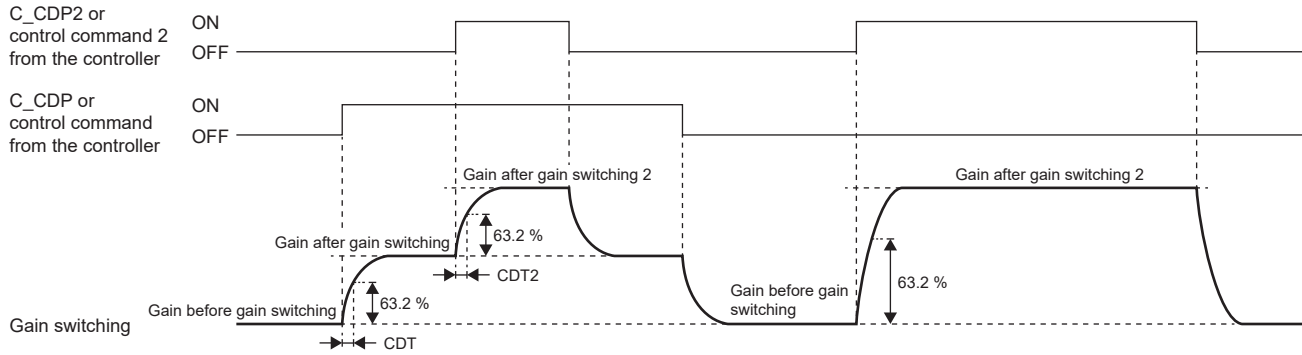 C_CDP2 or
control command 2
from the controller
ON
OFF
C_CDP or
control command
from the controller
ON
OFF
Gain after gain switching 2
Gain after gain switching 2
63.2 %
Gain after gain switching
CDT2
63.2 %
Gain before gain
switching
63.2 %
Gain before gain switching
Gain switching
CDT